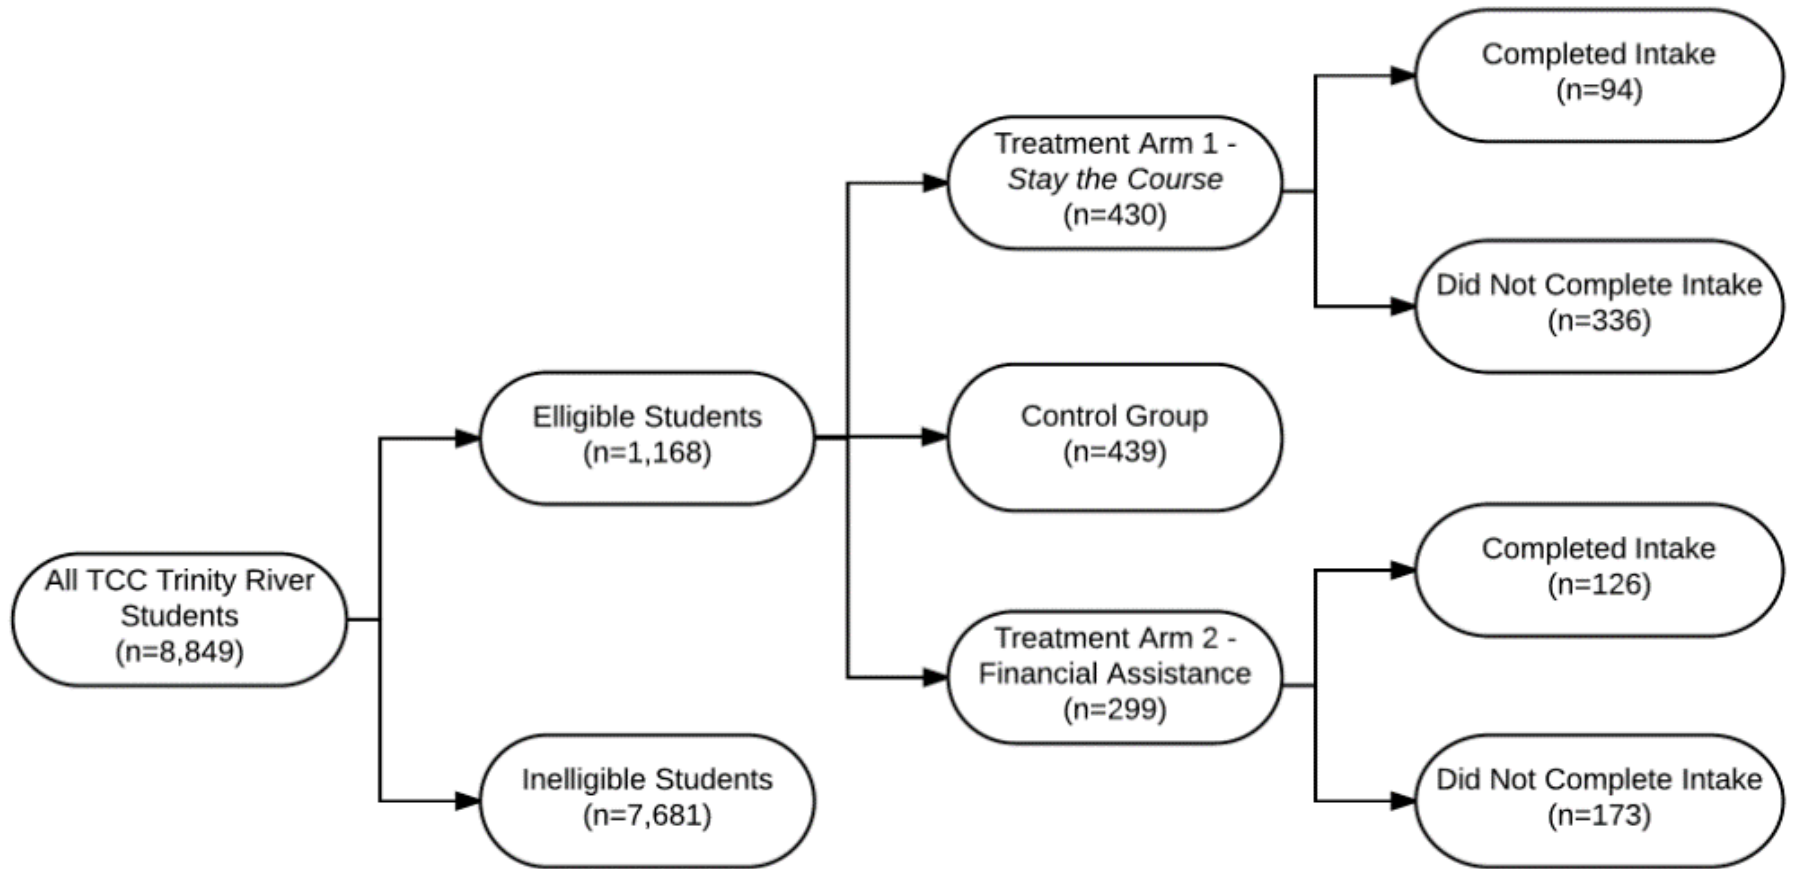 All TCC Trinity River
Students
(n=8,849)
Elligible Students
(n=1,168)
Inelligible Students
(n=7,681)
Treatment Arm 1 -
Stay the Course
(n=430)
Control Group
(n=439)
Treatment Arm 2 -
Financial Assistance
(n=299)
Completed Intake
(n=94)
Did Not Complete Intake
(n=336)
Completed Intake
(n=126)
Did Not Complete Intake
(n=173)